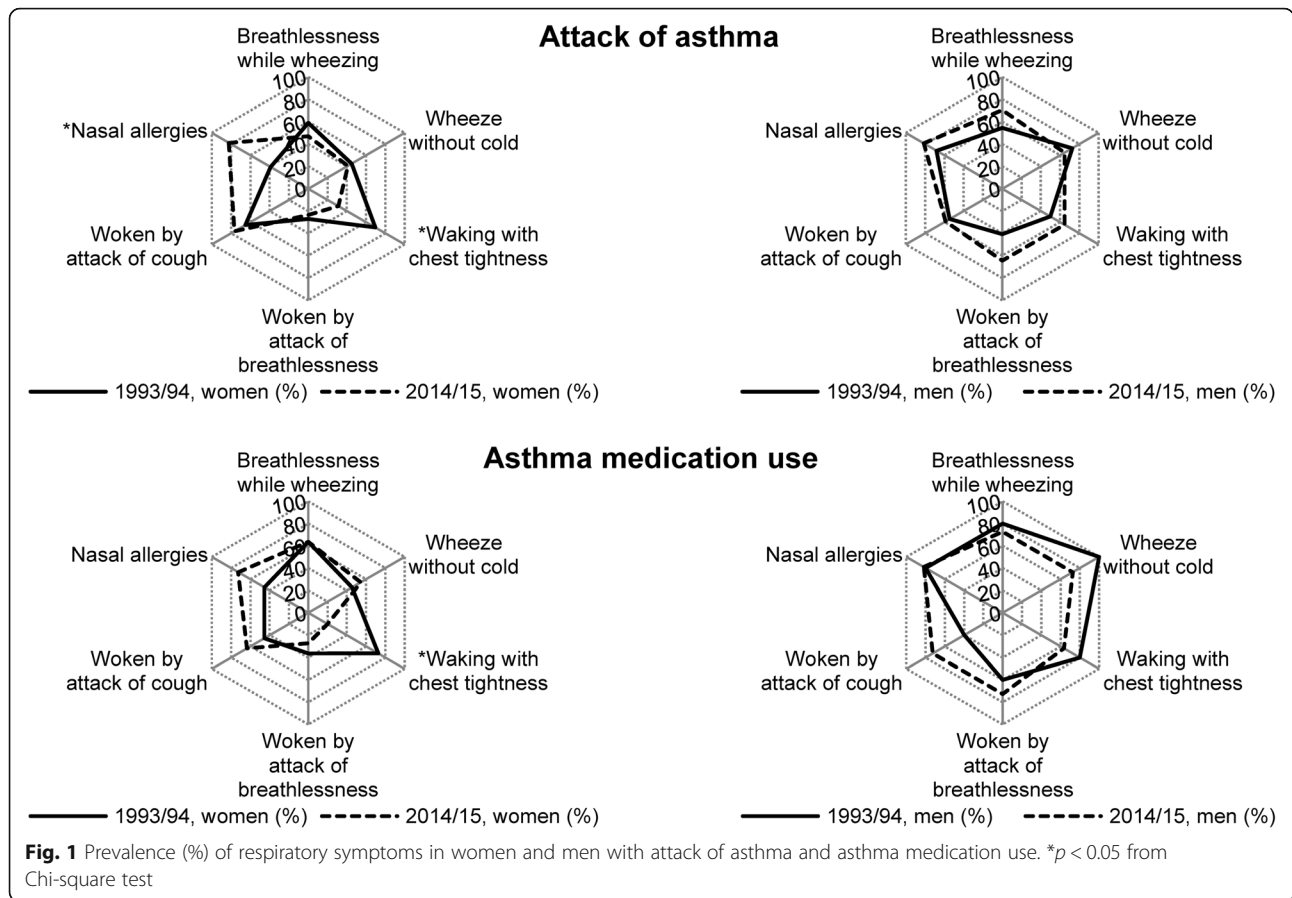 Attack of asthma
Breathlessness
while wheezing
100
80
60
40
20
0
*Nasal allergies
Wheeze
without cold
Woken by
attack of cough
*Waking with
chest tightness
Woken by
attack of
breathlessness
1993/94, women (%)
2014/15, women (%)
Breathlessness
while wheezing
100
80
60
40
20
0
Nasal allergies
Wheeze
without cold
Woken by
attack of cough
Waking with
chest tightness
Woken by
attack of
breathlessness
1993/94, men (%)
2014/15, men (%)
Asthma medication use
Breathlessness
while wheezing
100
80
60
40
20
0
Nasal allergies
Wheeze
without cold
Woken by
attack of cough
*Waking with
chest tightness
Woken by
attack of
breathlessness
1993/94, women (%)
2014/15, women (%)
Breathlessness
while wheezing
100
80
60
40
20
0
Nasal allergies
Wheeze
without cold
Woken by
attack of cough
Waking with
chest tightness
Woken by
attack of
breathlessness
1993/94, men (%)
2014/15, men (%)
Fig. 1 Prevalence (%) of respiratory symptoms in women and men with attack of asthma and asthma medication use. *p < 0.05 from
Chi-square test